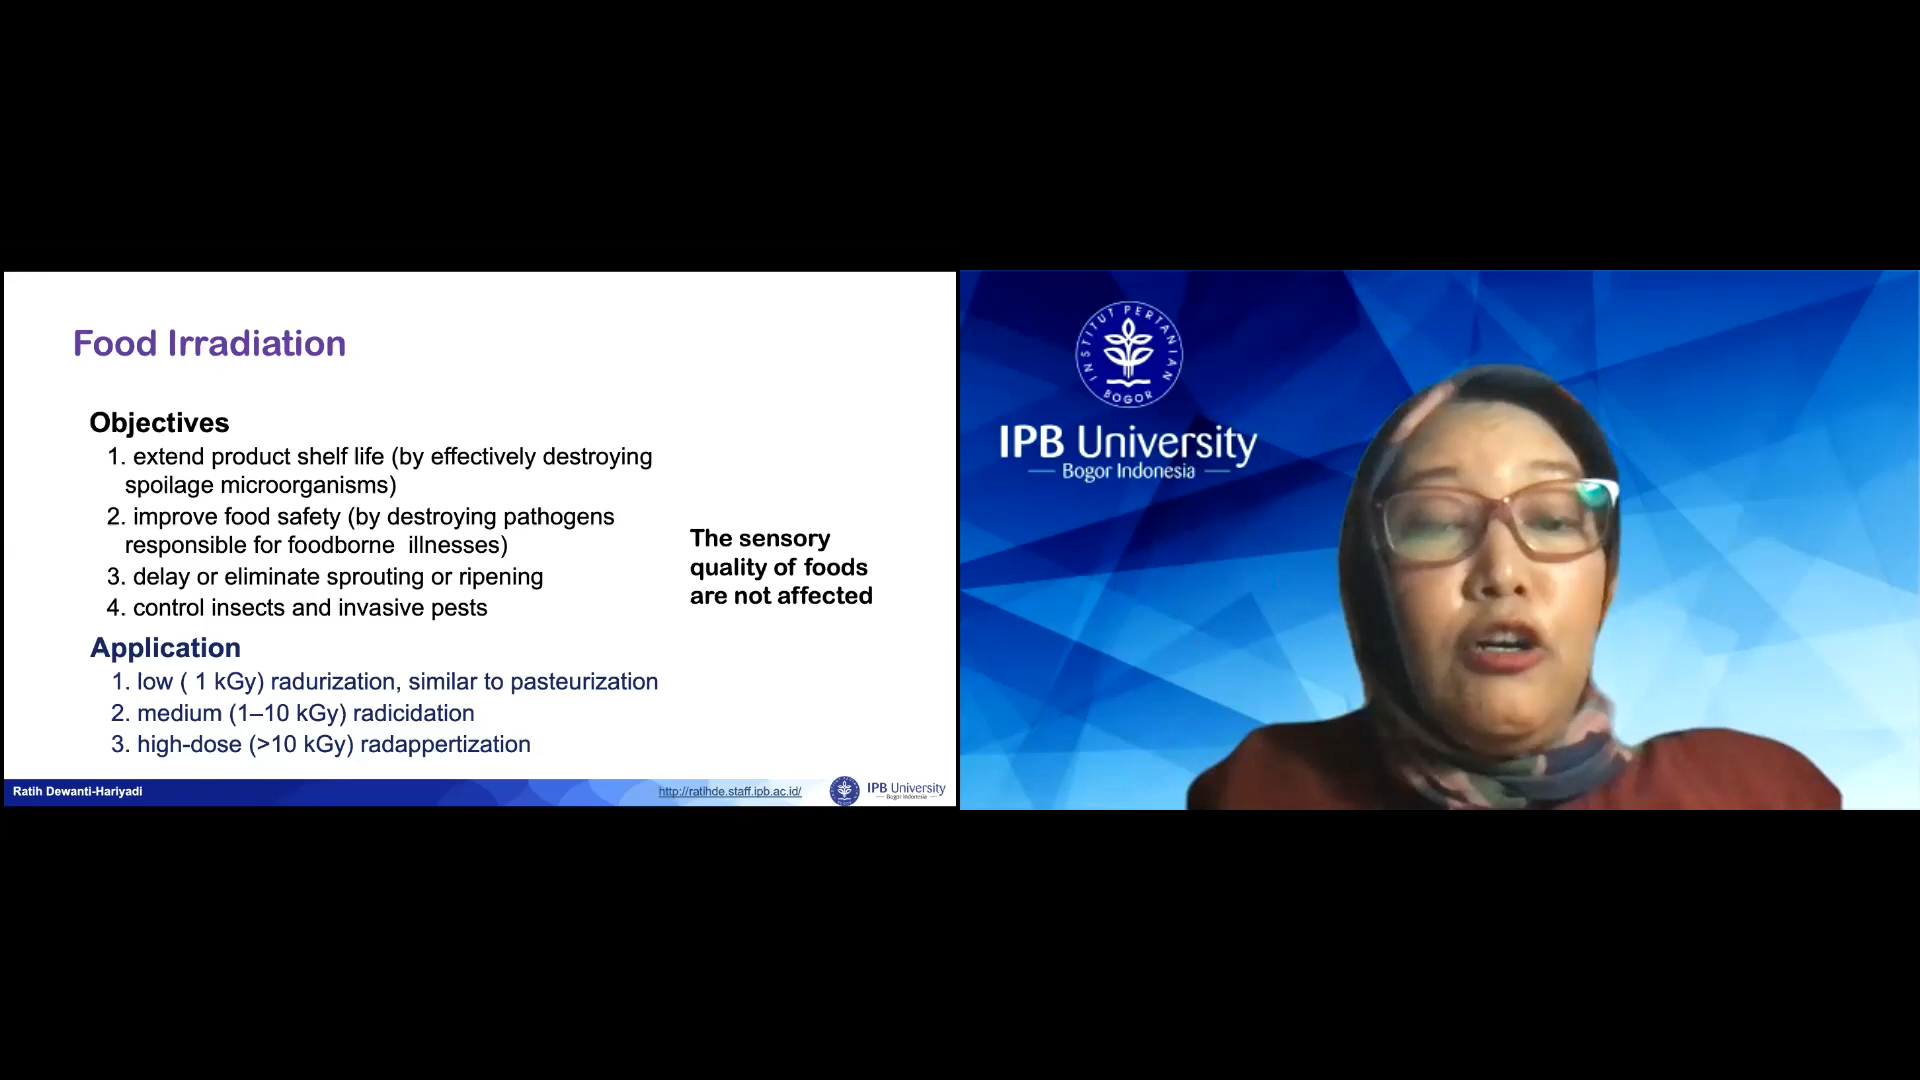 Food Irradiation
Objectives
1. extend product shelf life (by effectively destroying
spoilage microorganisms)
2. improve food safety (by destroying pathogens
responsible for foodborne illnesses)
3. delay or eliminate sprouting or ripening
4. control insects and invasive pests
The sensory
quality of foods
are not affected
Application
1. low ( 1 kGy) radurization, similar to pasteurization
2. medium (1–10 kGy) radicidation
3. high-dose (>10 kGy) radappertization
Ratih Dewanti-Hariyadi
http://ratihde.staff.ipb.ac.id/
IPB University
Bogor Indonesia
INSTITUT PERTANIAN
BOGOR
IPB University
Bogor Indonesia